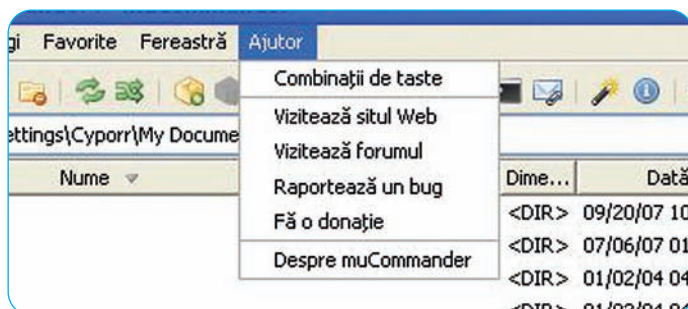 Favorite Fereastră Ajutor
Combinații de taste
ettings\Cyporr\My Docume
Vizitează situl Web
Vizitează forumul
Nume Dime... Dată
Raportează un bug
<DIR> 09/20/07 10
Fă o donație
<DIR> 07/06/07 01
Despre muCommander
<DIR> 01/02/04 04